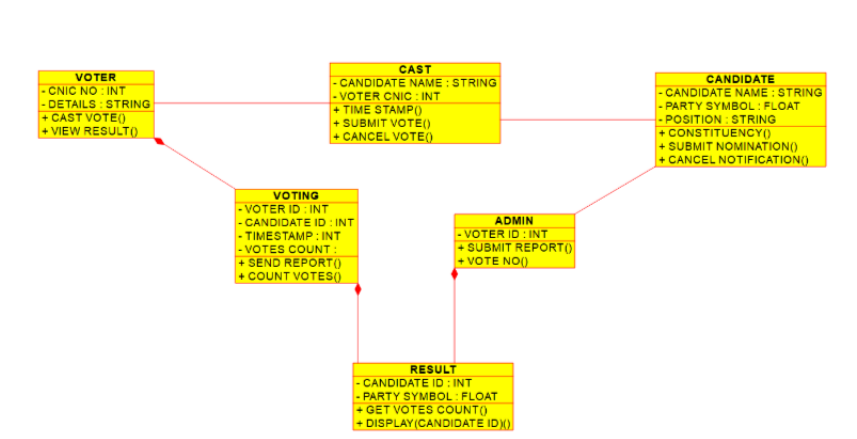 VOTER
- CNIC NO : INT
- DETAILS : STRING
+ CAST VOTE()
+ VIEW RESULT()
CAST
- CANDIDATE NAME : STRING
- VOTER CNIC : INT
+ TIME STAMP()
+ SUBMIT VOTE()
+ CANCEL VOTE()
CANDIDATE
- CANDIDATE NAME : STRING
- PARTY SYMBOL : FLOAT
- POSITION : STRING
+ CONSTITUENCY()
+ SUBMIT NOMINATION()
+ CANCEL NOTIFICATION()
VOTING
- VOTER ID : INT
- CANDIDATE ID : INT
- TIMESTAMP : INT
- VOTES COUNT :
+ SEND REPORT()
+ COUNT VOTES()
ADMIN
- VOTER ID : INT
+ SUBMIT REPORT()
+ VOTE NO()
RESULT
- CANDIDATE ID : INT
- PARTY SYMBOL : FLOAT
+ GET VOTES COUNT()
+ DISPLAY(CANDIDATE ID)()